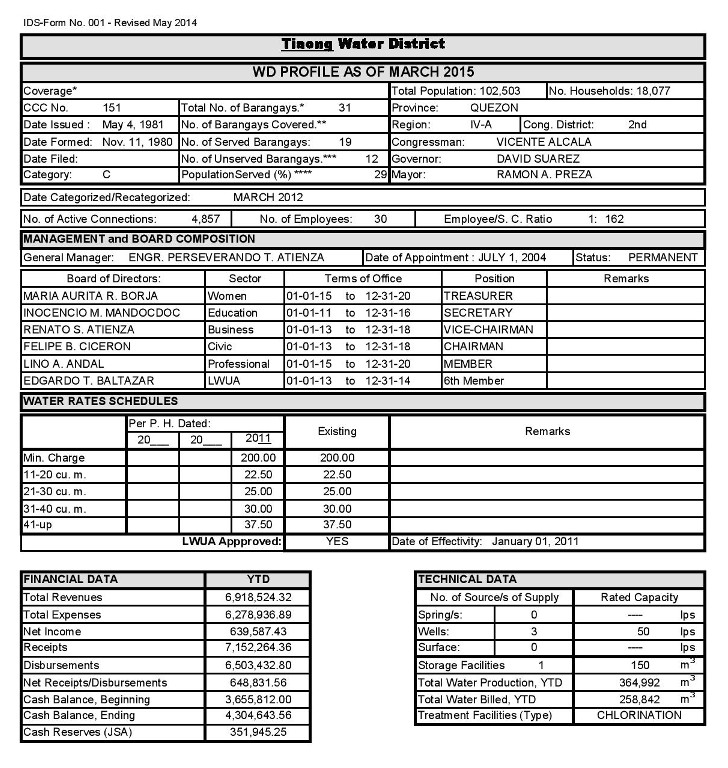 IDS-Form No. 001 - Revised May 2014
Tinong Water District
WD PROFILE AS OF MARCH 2015
Coverage* Total Population: 102,503 No. Households: 18,077
CCC No. 151 Total No. of Barangays.* 31 Province: QUEZON
Date Issued : May 4, 1981 No. of Barangays Covered.** Region: IV-A Cong. District: 2nd
Date Formed: Nov. 11, 1980 No. of Served Barangays: 19 Congressman: VICENTE ALCALA
Date Filed: No. of Unserved Barangays.*** 12 Governor: DAVID SUAREZ
Category: C PopulationServed (%) **** 29 Mayor: RAMON A. PREZA
Date Categorized/Recategorized: MARCH 2012
No. of Active Connections: 4,857 No. of Employees: 30 Employee/S. C. Ratio 1: 162
MANAGEMENT and BOARD COMPOSITION
General Manager: ENGR. PERSEVERANDO T. ATIENZA Date of Appointment : JULY 1, 2004 Status: PERMANENT
Board of Directors: Sector Terms of Office Position Remarks
MARIA AURITA R. BORJA Women 01-01-15 to 12-31-20 TREASURER
INOCENCIO M. MANDOCDOC Education 01-01-11 to 12-31-16 SECRETARY
RENATO S. ATIENZA Business 01-01-13 to 12-31-18 VICE-CHAIRMAN
FELIPE B. CICERON Civic 01-01-13 to 12-31-18 CHAIRMAN
LINO A. ANDAL Professional 01-01-15 to 12-31-20 MEMBER
EDGARDO T. BALTAZAR LWUA 01-01-13 to 12-31-14 6th Member
WATER RATES SCHEDULES
Per P. H. Dated: Existing Remarks
20___ 20___ 2011
Min. Charge 200.00 200.00
11-20 cu. m. 22.50 22.50
21-30 cu. m. 25.00 25.00
31-40 cu. m. 30.00 30.00
41-up 37.50 37.50
LWUA Appproved: YES Date of Effectivity: January 01, 2011
FINANCIAL DATA YTD
Total Revenues 6,918,524.32
Total Expenses 6,278,936.89
Net Income 639,587.43
Receipts 7,152,264.36
Disbursements 6,503,432.80
Net Receipts/Disbursements 648,831.56
Cash Balance, Beginning 3,655,812.00
Cash Balance, Ending 4,304,643.56
Cash Reserves (JSA) 351,945.25
TECHNICAL DATA
No. of Source/s of Supply Rated Capacity
Spring/s: 0 ---- lps
Wells: 3 50 lps
Surface: 0 ---- lps
Storage Facilities 1 150 m³
Total Water Production, YTD 364,992 m³
Total Water Billed, YTD 258,842 m³
Treatment Facilities (Type) CHLORINATION